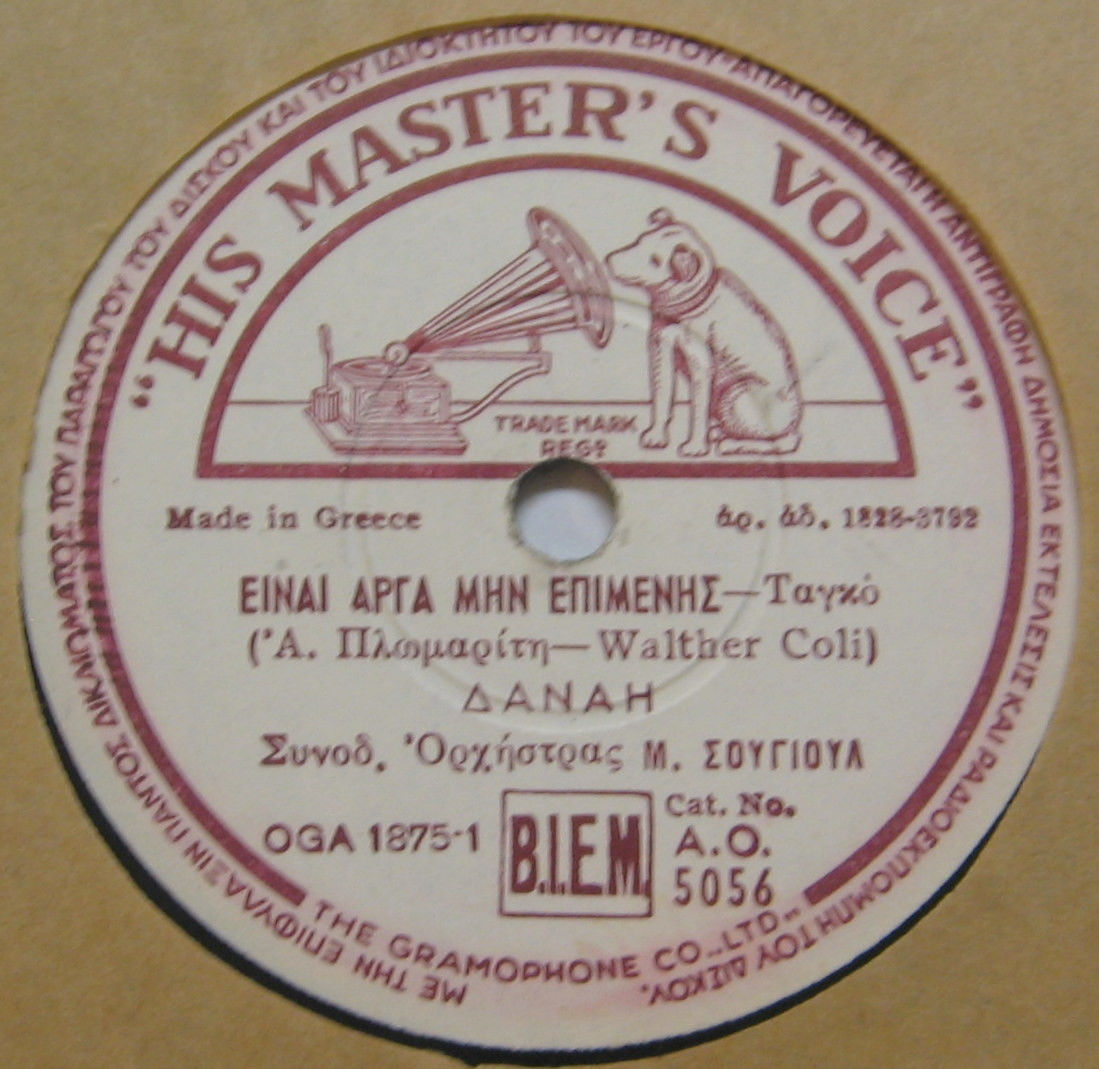 ΜΕ ΤΗΝ ΕΠΙΦΥΛΑΞΙΝ ΠΑΝΤΟΣ ΔΙΚΑΙΩΜΑΤΟΣ ΤΟΥ ΠΑΡΑΓΩΓΟΥ ΤΟΥ ΔΙΣΚΟΥ ΚΑΙ ΤΟΥ ΙΔΙΟΚΤΗΤΟΥ ΤΟΥ ΕΡΓΟΥ-ΑΠΑΓΟΡΕΥΕΤΑΙ Η ΑΝΤΙΓΡΑΦΗ ΔΗΜΟΣΙΑ ΕΚΤΕΛΕΣΙΣ ΚΑΙ ΡΑΔΙΟΕΚΠΟΜΠΗ ΤΟΥ ΔΙΣΚΟΥ.
“HIS MASTER'S VOICE”
TRADE MARK
REGD
Made in Greece ἀρ. ἀδ. 1828-3792
ΕΙΝΑΙ ΑΡΓΑ ΜΗΝ ΕΠΙΜΕΝΗΣ—Ταγκὸ
(Ἀ. Πλωμαρίτη—Walther Coli)
ΔΑΝΑΗ
Συνοδ. Ὀρχήστρας Μ. ΣΟΥΓΙΟΥΛ
OGA 1875-1 B.I.E.M. Cat. No.
A.O.
5056
THE GRAMOPHONE CO., LTD.